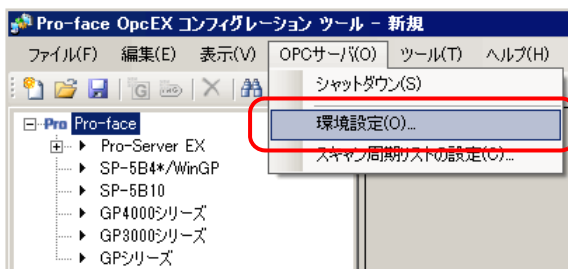 Pro-face OpcEX コンフィグレーション ツール - 新規
ファイル(F) 編集(E) 表示(V) OPCサーバ(O) ツール(T) ヘルプ(H)
シャットダウン(S)
環境設定(O)...
スキャン周期リストの設定(C)...
Pro Pro-face
Pro-Server EX
SP-5B4*/WinGP
SP-5B10
GP4000シリーズ
GP3000シリーズ
GPシリーズ